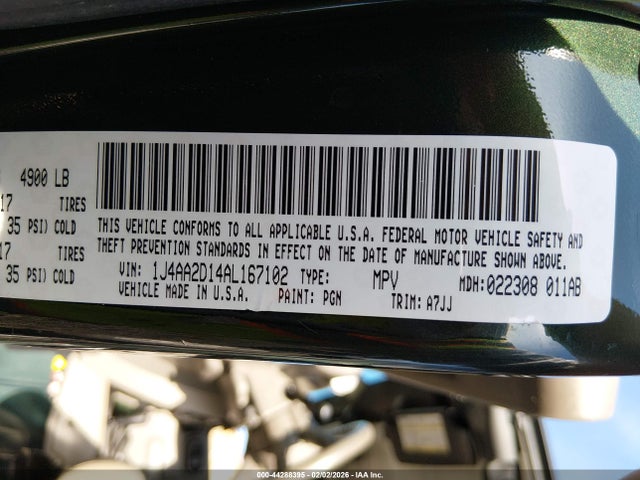 4900 LB
17 TIRES
35 PSI) COLD
17 TIRES
35 PSI) COLD
THIS VEHICLE CONFORMS TO ALL APPLICABLE U.S.A. FEDERAL MOTOR VEHICLE SAFETY AND
THEFT PREVENTION STANDARDS IN EFFECT ON THE DATE OF MANUFACTURE SHOWN ABOVE.
VIN: 1J4AA2D14AL167102 TYPE: MPV MDH: 022308 011AB
VEHICLE MADE IN U.S.A. PAINT: PGN TRIM: A7JJ
000-44288395 - 02/02/2026 - IAA Inc.